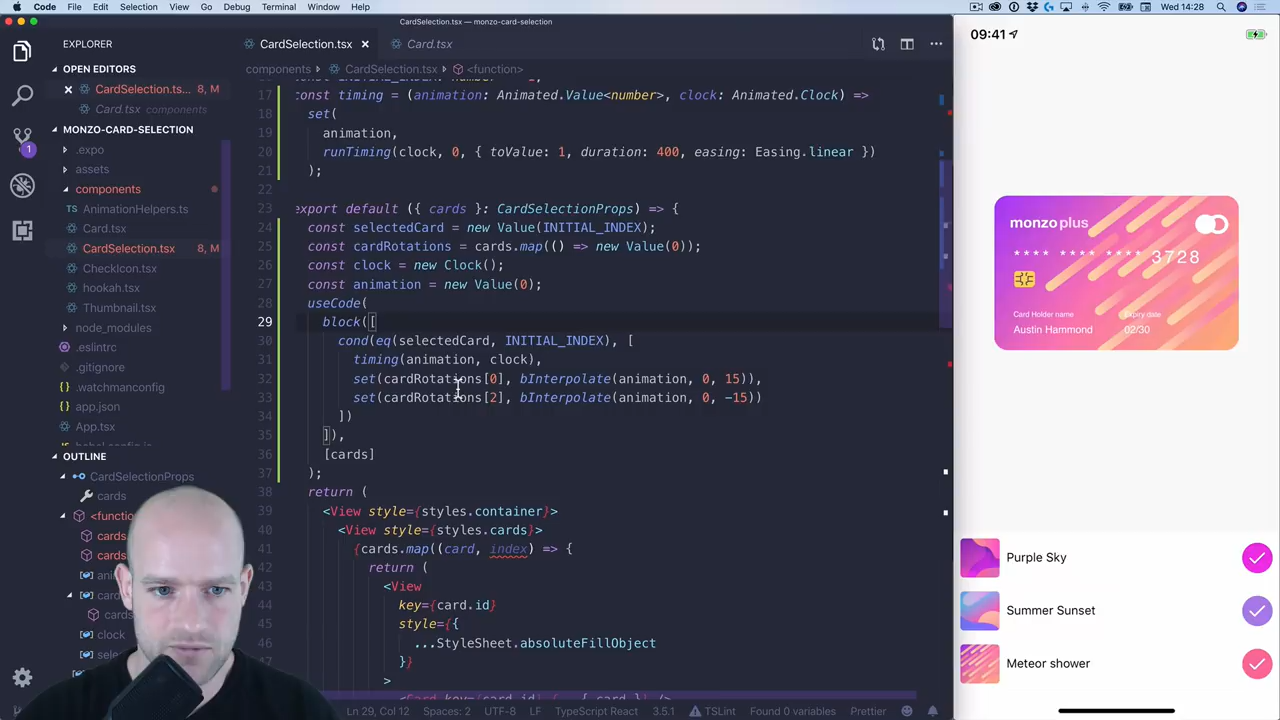 Code File Edit Selection View Go Debug Terminal Window Help
Wed 14:28
CardSelection.tsx — monzo-card-selection
EXPLORER
OPEN EDITORS
CardSelection.ts... 8, M
Card.tsx components
MONZO-CARD-SELECTION
.expo
assets
components
AnimationHelpers.ts
Card.tsx
CardSelection.tsx 8, M
CheckIcon.tsx
hookah.tsx
Thumbnail.tsx
node_modules
.eslintrc
.gitignore
.watchmanconfig
app.json
App.tsx
OUTLINE
CardSelectionProps
cards
<function>
cards
cards
clock
1
CardSelection.tsx
Card.tsx
components CardSelection.tsx <function>
17 const timing = (animation: Animated.Value<number>, clock: Animated.Clock) =>
18 set(
19 animation,
20 runTiming(clock, 0, { toValue: 1, duration: 400, easing: Easing.linear })
21 );
22
23 export default ({ cards }: CardSelectionProps) => {
24 tedCard = new Value(INITIAL_INDEX);
25 const cardRotations = cards.map(() => new Value(0));
26 const clock = new Clock();
27 const animation = new Value(0);
28 useCode(
29 block([
30 (selectedCard, INITIAL_INDEX), [
31 timing(animation, clock),
32 set(cardRotations[0], bInterpolate(animation, 0, 15)),
33 set(cardRotations[2], bInterpolate(animation, 0, -15))
34 ])
35 ]),
36 [cards]
37 );
38 return (
39 <View style={styles.container}>
40 <View style={styles.cards}>
41 {cards.map((card, index) => {
42 return (
43 <View
44 key={card.id}
45 style={{
46 ...StyleSheet.absoluteFillObject
47 }}
>
Ln 29, Col 12 Spaces: 2 UTF-8 LF TypeScript React 3.5.1 TSLint Found 0 variables Prettier
09:41
monzo plus
**** **** **** 3728
Card Holder name Expiry date
Austin Hammond 02/30
Purple Sky
Summer Sunset
Meteor shower